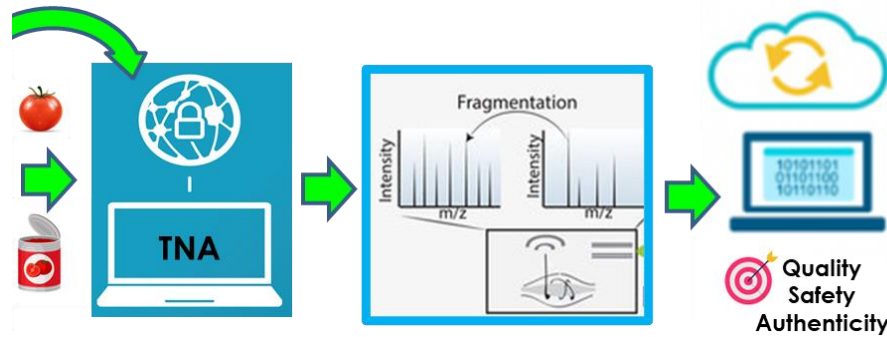 TNA
Fragmentation
Intensity
m/z
Intensity
m/z
10101101
01101100
10110110
Quality
Safety
Authenticity